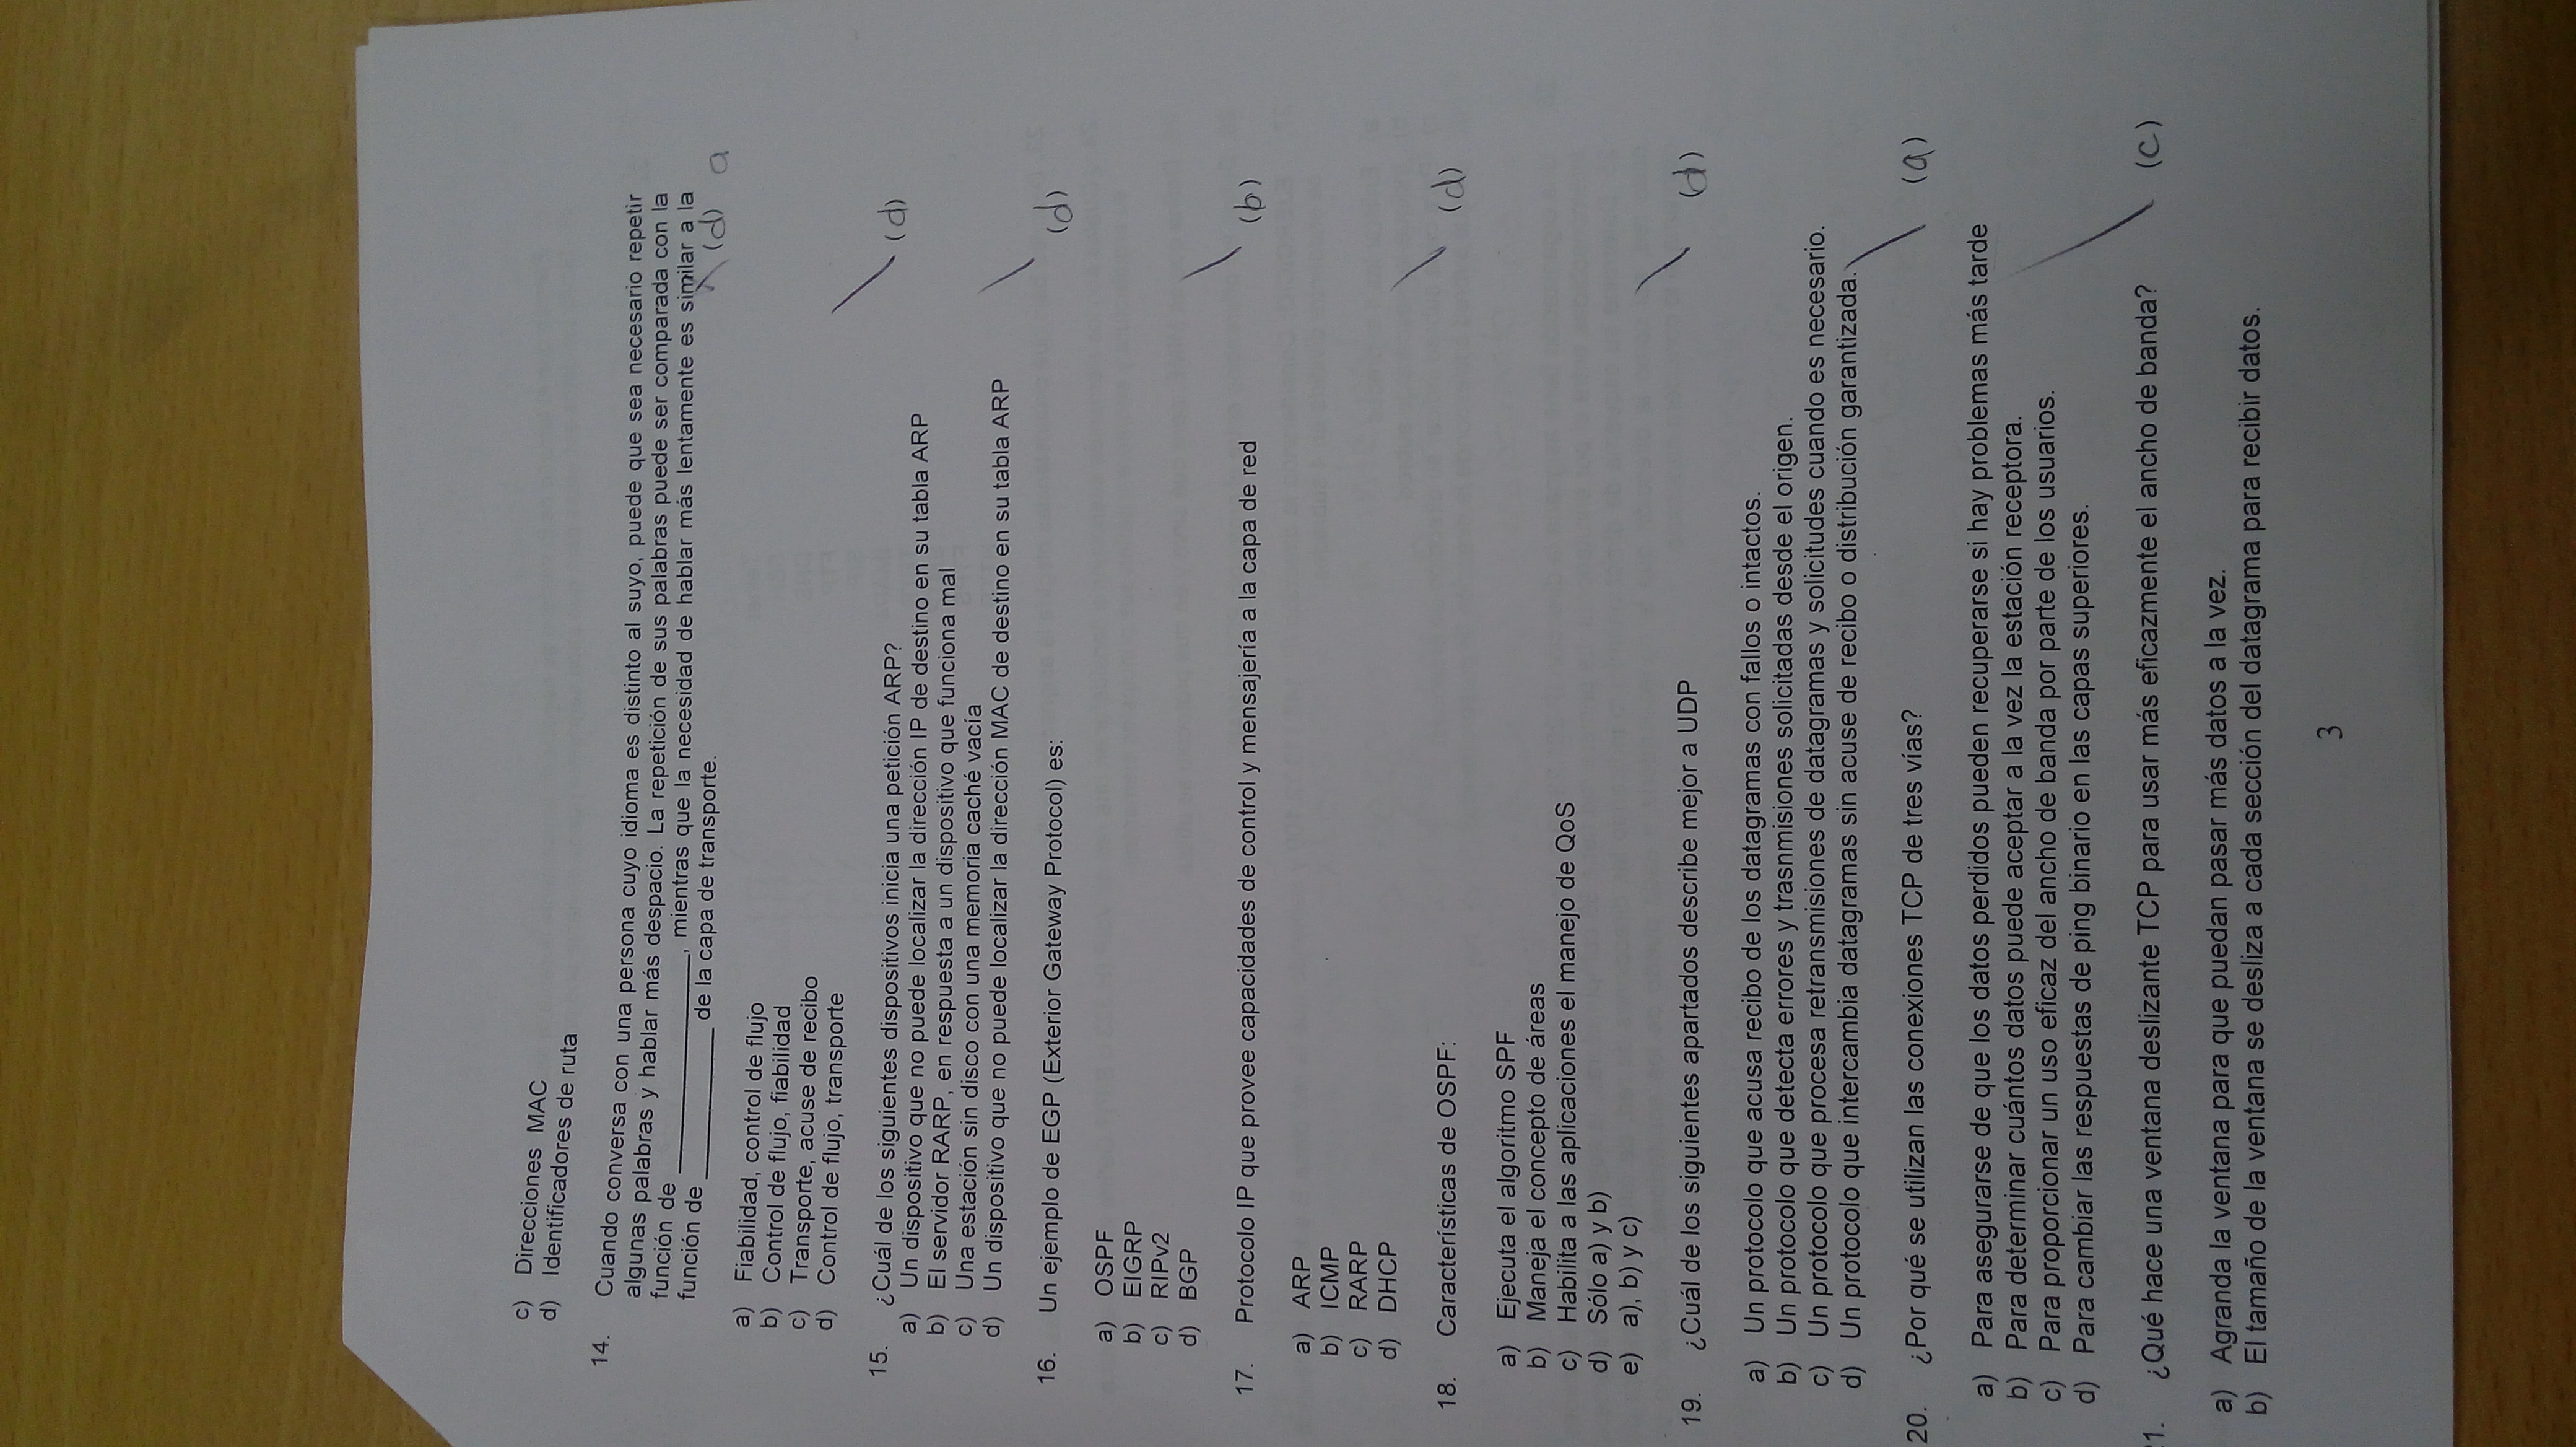 c) Direcciones MAC
d) Identificadores de ruta
14. Cuando conversa con una persona cuyo idioma es distinto al suyo, puede que sea necesario repetir
algunas palabras y hablar más despacio. La repetición de sus palabras puede ser comparada con la
función de ________________, mientras que la necesidad de hablar más lentamente es similar a la
función de ___________ de la capa de transporte. (d) a
a) Fiabilidad, control de flujo
b) Control de flujo, fiabilidad
c) Transporte, acuse de recibo
d) Control de flujo, transporte
15. ¿Cuál de los siguientes dispositivos inicia una petición ARP? (d)
a) Un dispositivo que no puede localizar la dirección IP de destino en su tabla ARP
b) El servidor RARP, en respuesta a un dispositivo que funciona mal
c) Una estación sin disco con una memoria caché vacía
d) Un dispositivo que no puede localizar la dirección MAC de destino en su tabla ARP
16. Un ejemplo de EGP (Exterior Gateway Protocol) es: (d)
a) OSPF
b) EIGRP
c) RIPv2
d) BGP
17. Protocolo IP que provee capacidades de control y mensajería a la capa de red (b)
a) ARP
b) ICMP
c) RARP
d) DHCP
18. Características de OSPF: (d)
a) Ejecuta el algoritmo SPF
b) Maneja el concepto de áreas
c) Habilita a las aplicaciones el manejo de QoS
d) Sólo a) y b)
e) a), b) y c)
19. ¿Cuál de los siguientes apartados describe mejor a UDP (d)
a) Un protocolo que acusa recibo de los datagramas con fallos o intactos.
b) Un protocolo que detecta errores y trasnmisiones solicitadas desde el origen.
c) Un protocolo que procesa retransmisiones de datagramas y solicitudes cuando es necesario.
d) Un protocolo que intercambia datagramas sin acuse de recibo o distribución garantizada.
20. ¿Por qué se utilizan las conexiones TCP de tres vías? (a)
a) Para asegurarse de que los datos perdidos pueden recuperarse si hay problemas más tarde
b) Para determinar cuántos datos puede aceptar a la vez la estación receptora.
c) Para proporcionar un uso eficaz del ancho de banda por parte de los usuarios.
d) Para cambiar las respuestas de ping binario en las capas superiores.
1. ¿Qué hace una ventana deslizante TCP para usar más eficazmente el ancho de banda? (c)
a) Agranda la ventana para que puedan pasar más datos a la vez.
b) El tamaño de la ventana se desliza a cada sección del datagrama para recibir datos.
3